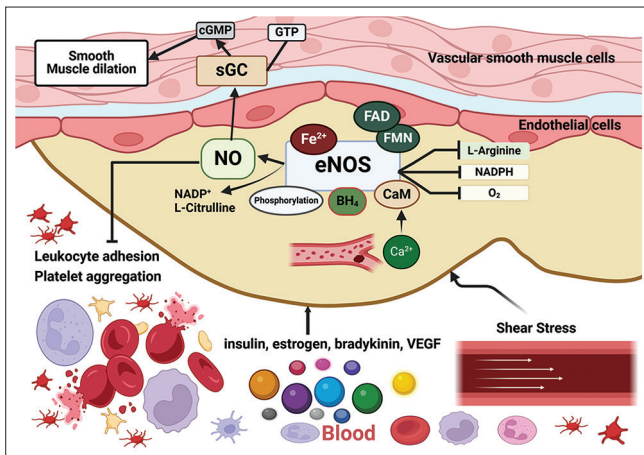 cGMP
GTP
Smooth
Muscle dilation
sGC
Vascular smooth muscle cells
Endothelial cells
FAD
FMN
Fe²⁺
NO
eNOS
L-Arginine
NADPH
O₂
NADP⁺
L-Citrulline
Phosphorylation
BH₄
CaM
Ca²⁺
Leukocyte adhesion
Platelet aggregation
insulin, estrogen, bradykinin, VEGF
Shear Stress
Blood